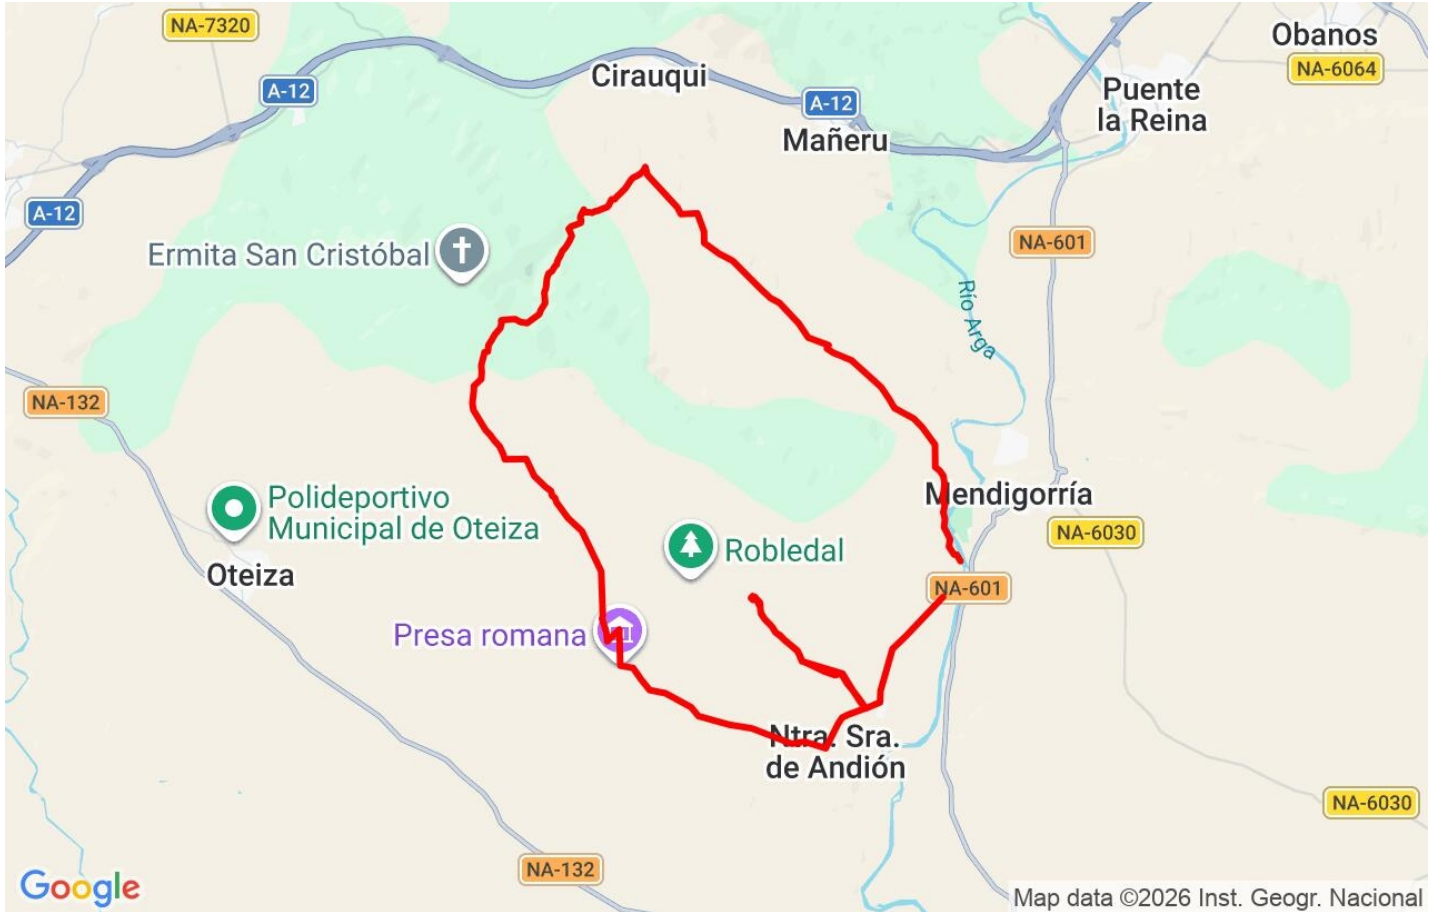 NA-7320
Obanos
NA-6064
A-12
Cirauqui
A-12
Puente
la Reina
Mañeru
A-12
NA-601
Ermita San Cristóbal
Río Arga
NA-132
Polideportivo
Municipal de Oteiza
Mendigorría
NA-6030
Robledal
Oteiza
NA-601
Presa romana
Ntra. Sra.
de Andión
NA-6030
NA-132
Google
Map data ©2026 Inst. Geogr. Nacional